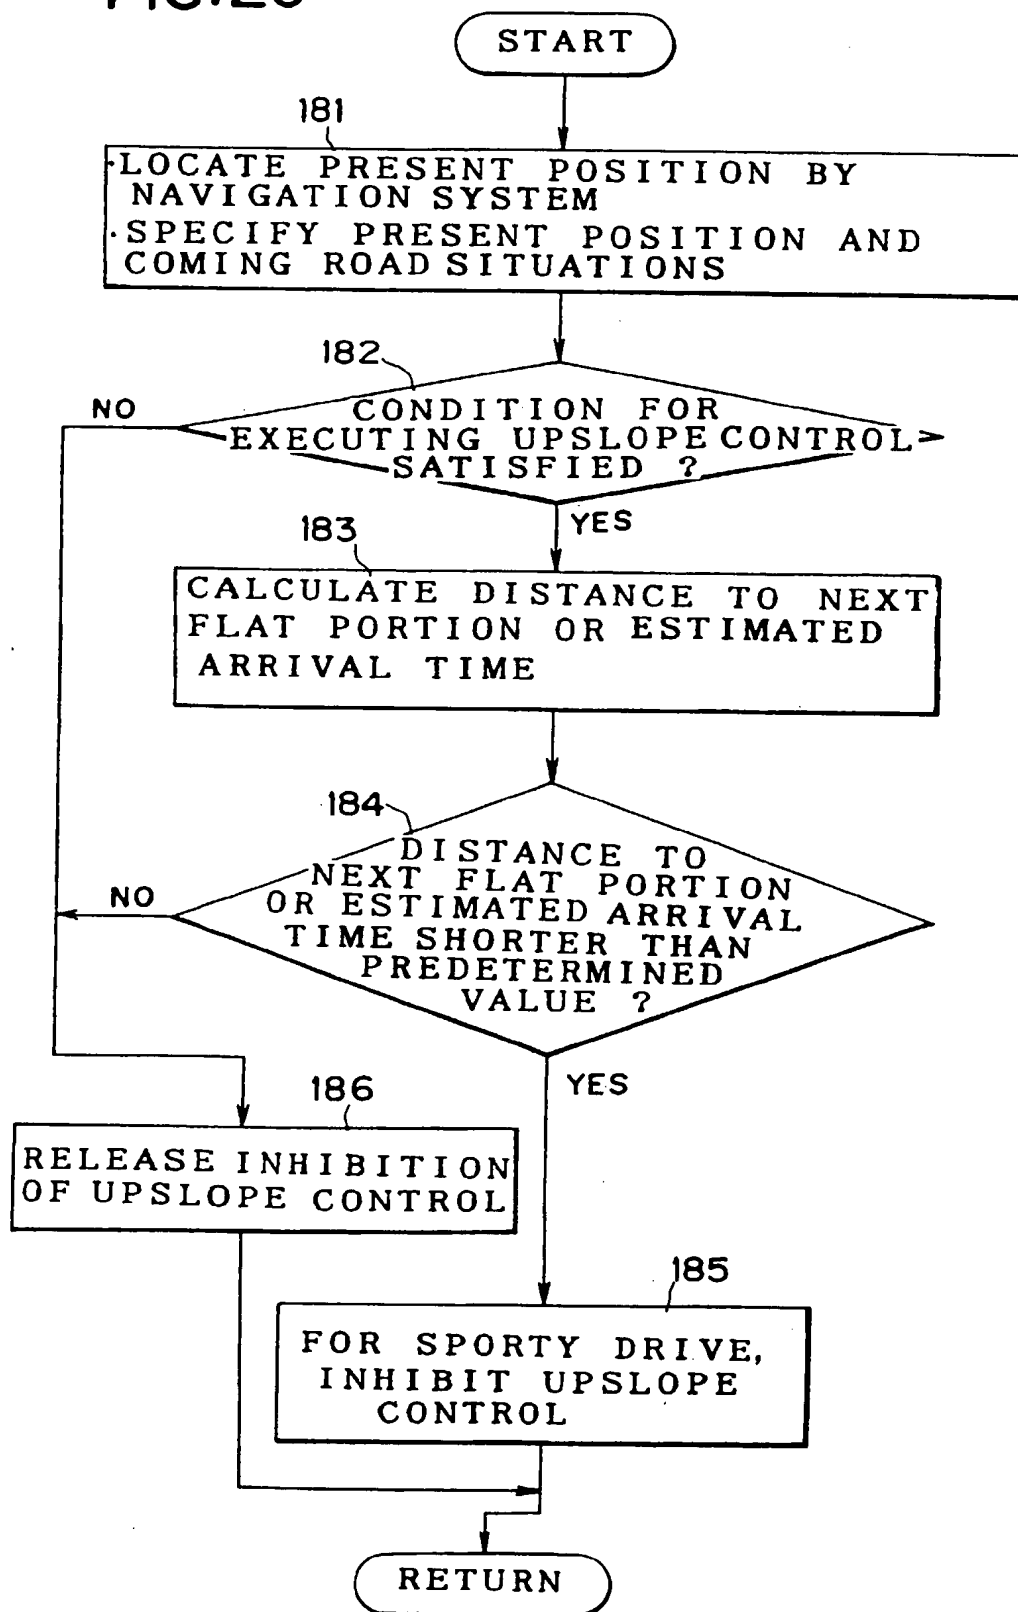 START
181
·LOCATE PRESENT POSITION BY
NAVIGATION SYSTEM
·SPECIFY PRESENT POSITION AND
COMING ROAD SITUATIONS
182
NO
CONDITION FOR
EXECUTING UPSLOPE CONTROL
SATISFIED ?
YES
183
CALCULATE DISTANCE TO NEXT
FLAT PORTION OR ESTIMATED
ARRIVAL TIME
184
NO
DISTANCE TO
NEXT FLAT PORTION
OR ESTIMATED ARRIVAL
TIME SHORTER THAN
PREDETERMINED
VALUE ?
YES
186
RELEASE INHIBITION
OF UPSLOPE CONTROL
185
FOR SPORTY DRIVE,
INHIBIT UPSLOPE
CONTROL
RETURN